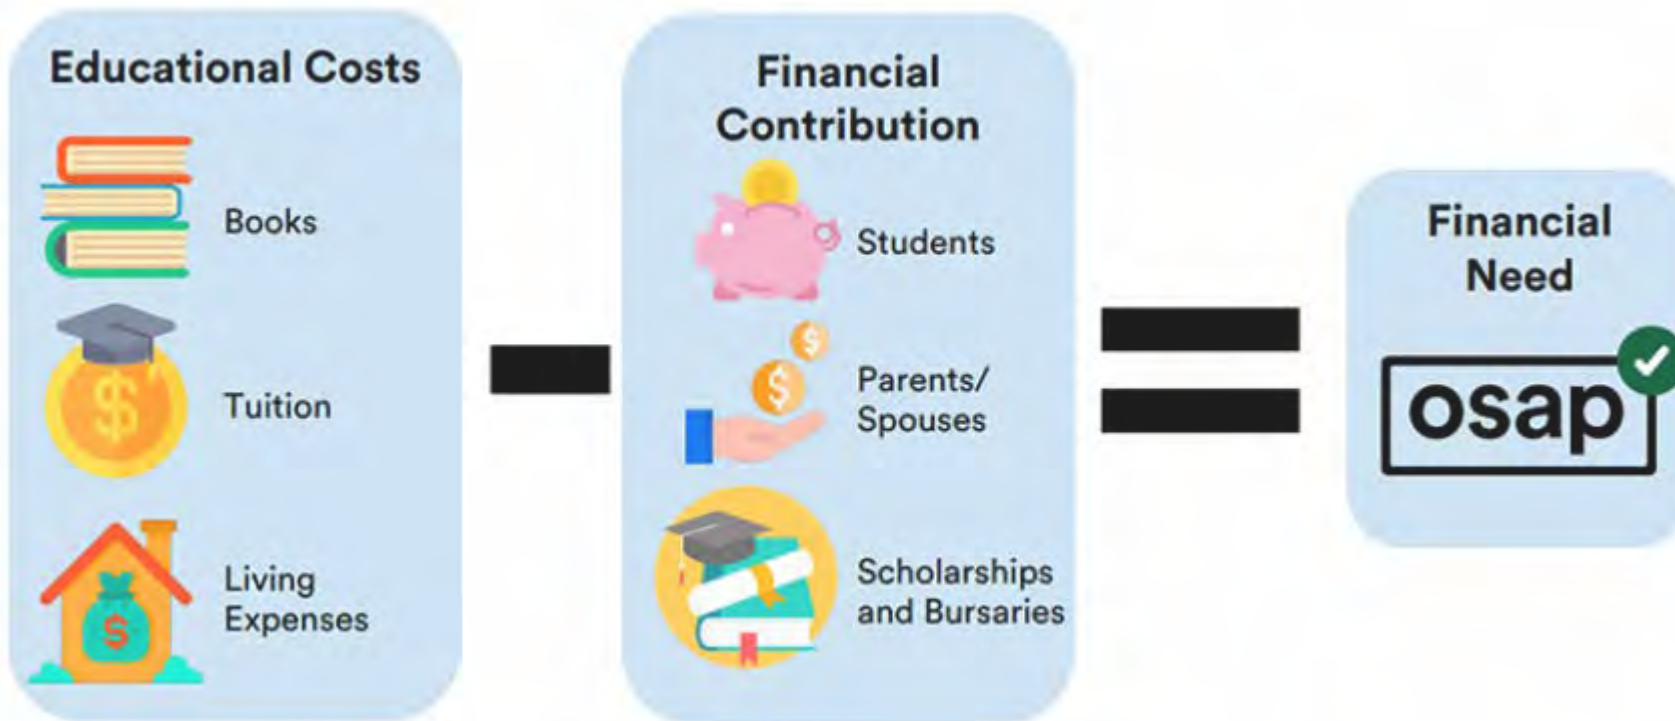 Educational Costs
Books
$
Tuition
$
Living
Expenses
Financial
Contribution
Students
$
$
Parents/
Spouses
Scholarships
and Bursaries
Financial
Need
osap